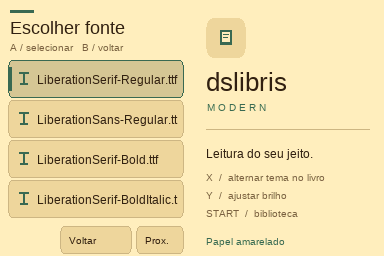 Escolher fonte
A / selecionar B / voltar
LiberationSerif-Regular.ttf
LiberationSans-Regular.tt
LiberationSerif-Bold.ttf
LiberationSerif-BoldItalic.t
Voltar
Prox.
dslibris
MODERN
Leitura do seu jeito.
X / alternar tema no livro
Y / ajustar brilho
START / biblioteca
Papel amarelado